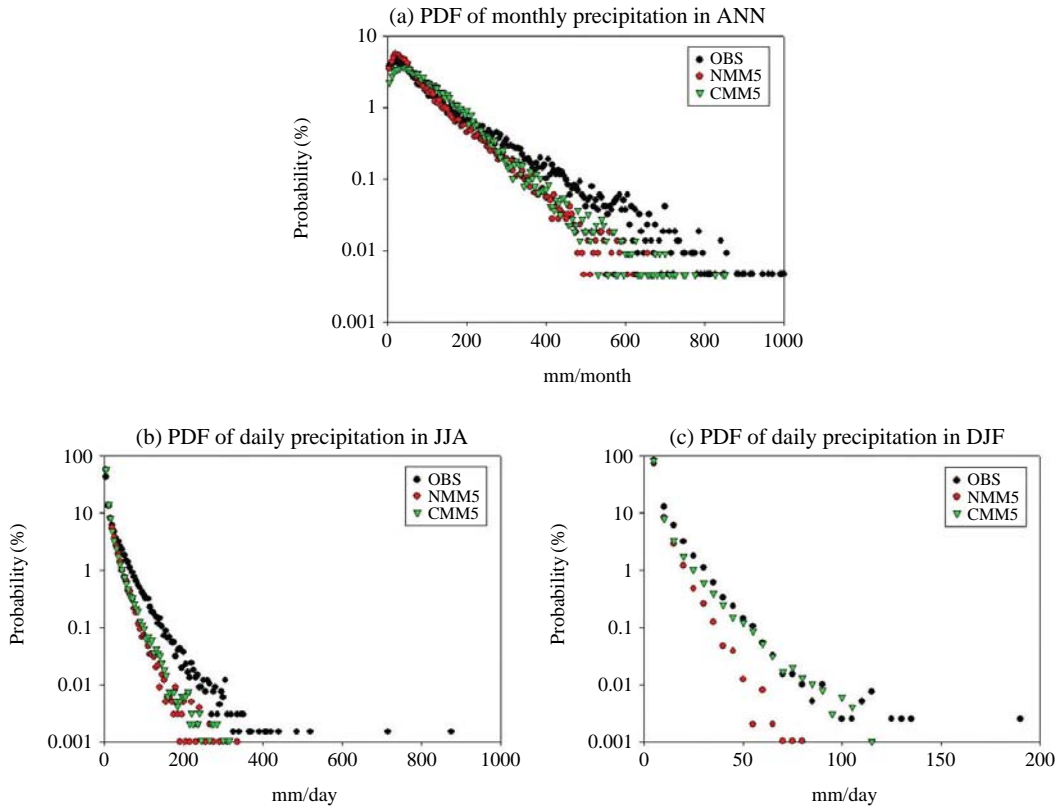 (a) PDF of monthly precipitation in ANN
10
1
0.1
0.01
0.001
Probability (%)
OBS
NMM5
CMM5
0 200 400 600 800 1000
mm/month
(b) PDF of daily precipitation in JJA
100
10
1
0.1
0.01
0.001
Probability (%)
OBS
NMM5
CMM5
0 200 400 600 800 1000
mm/day
(c) PDF of daily precipitation in DJF
100
10
1
0.1
0.01
0.001
Probability (%)
OBS
NMM5
CMM5
0 50 100 150 200
mm/day